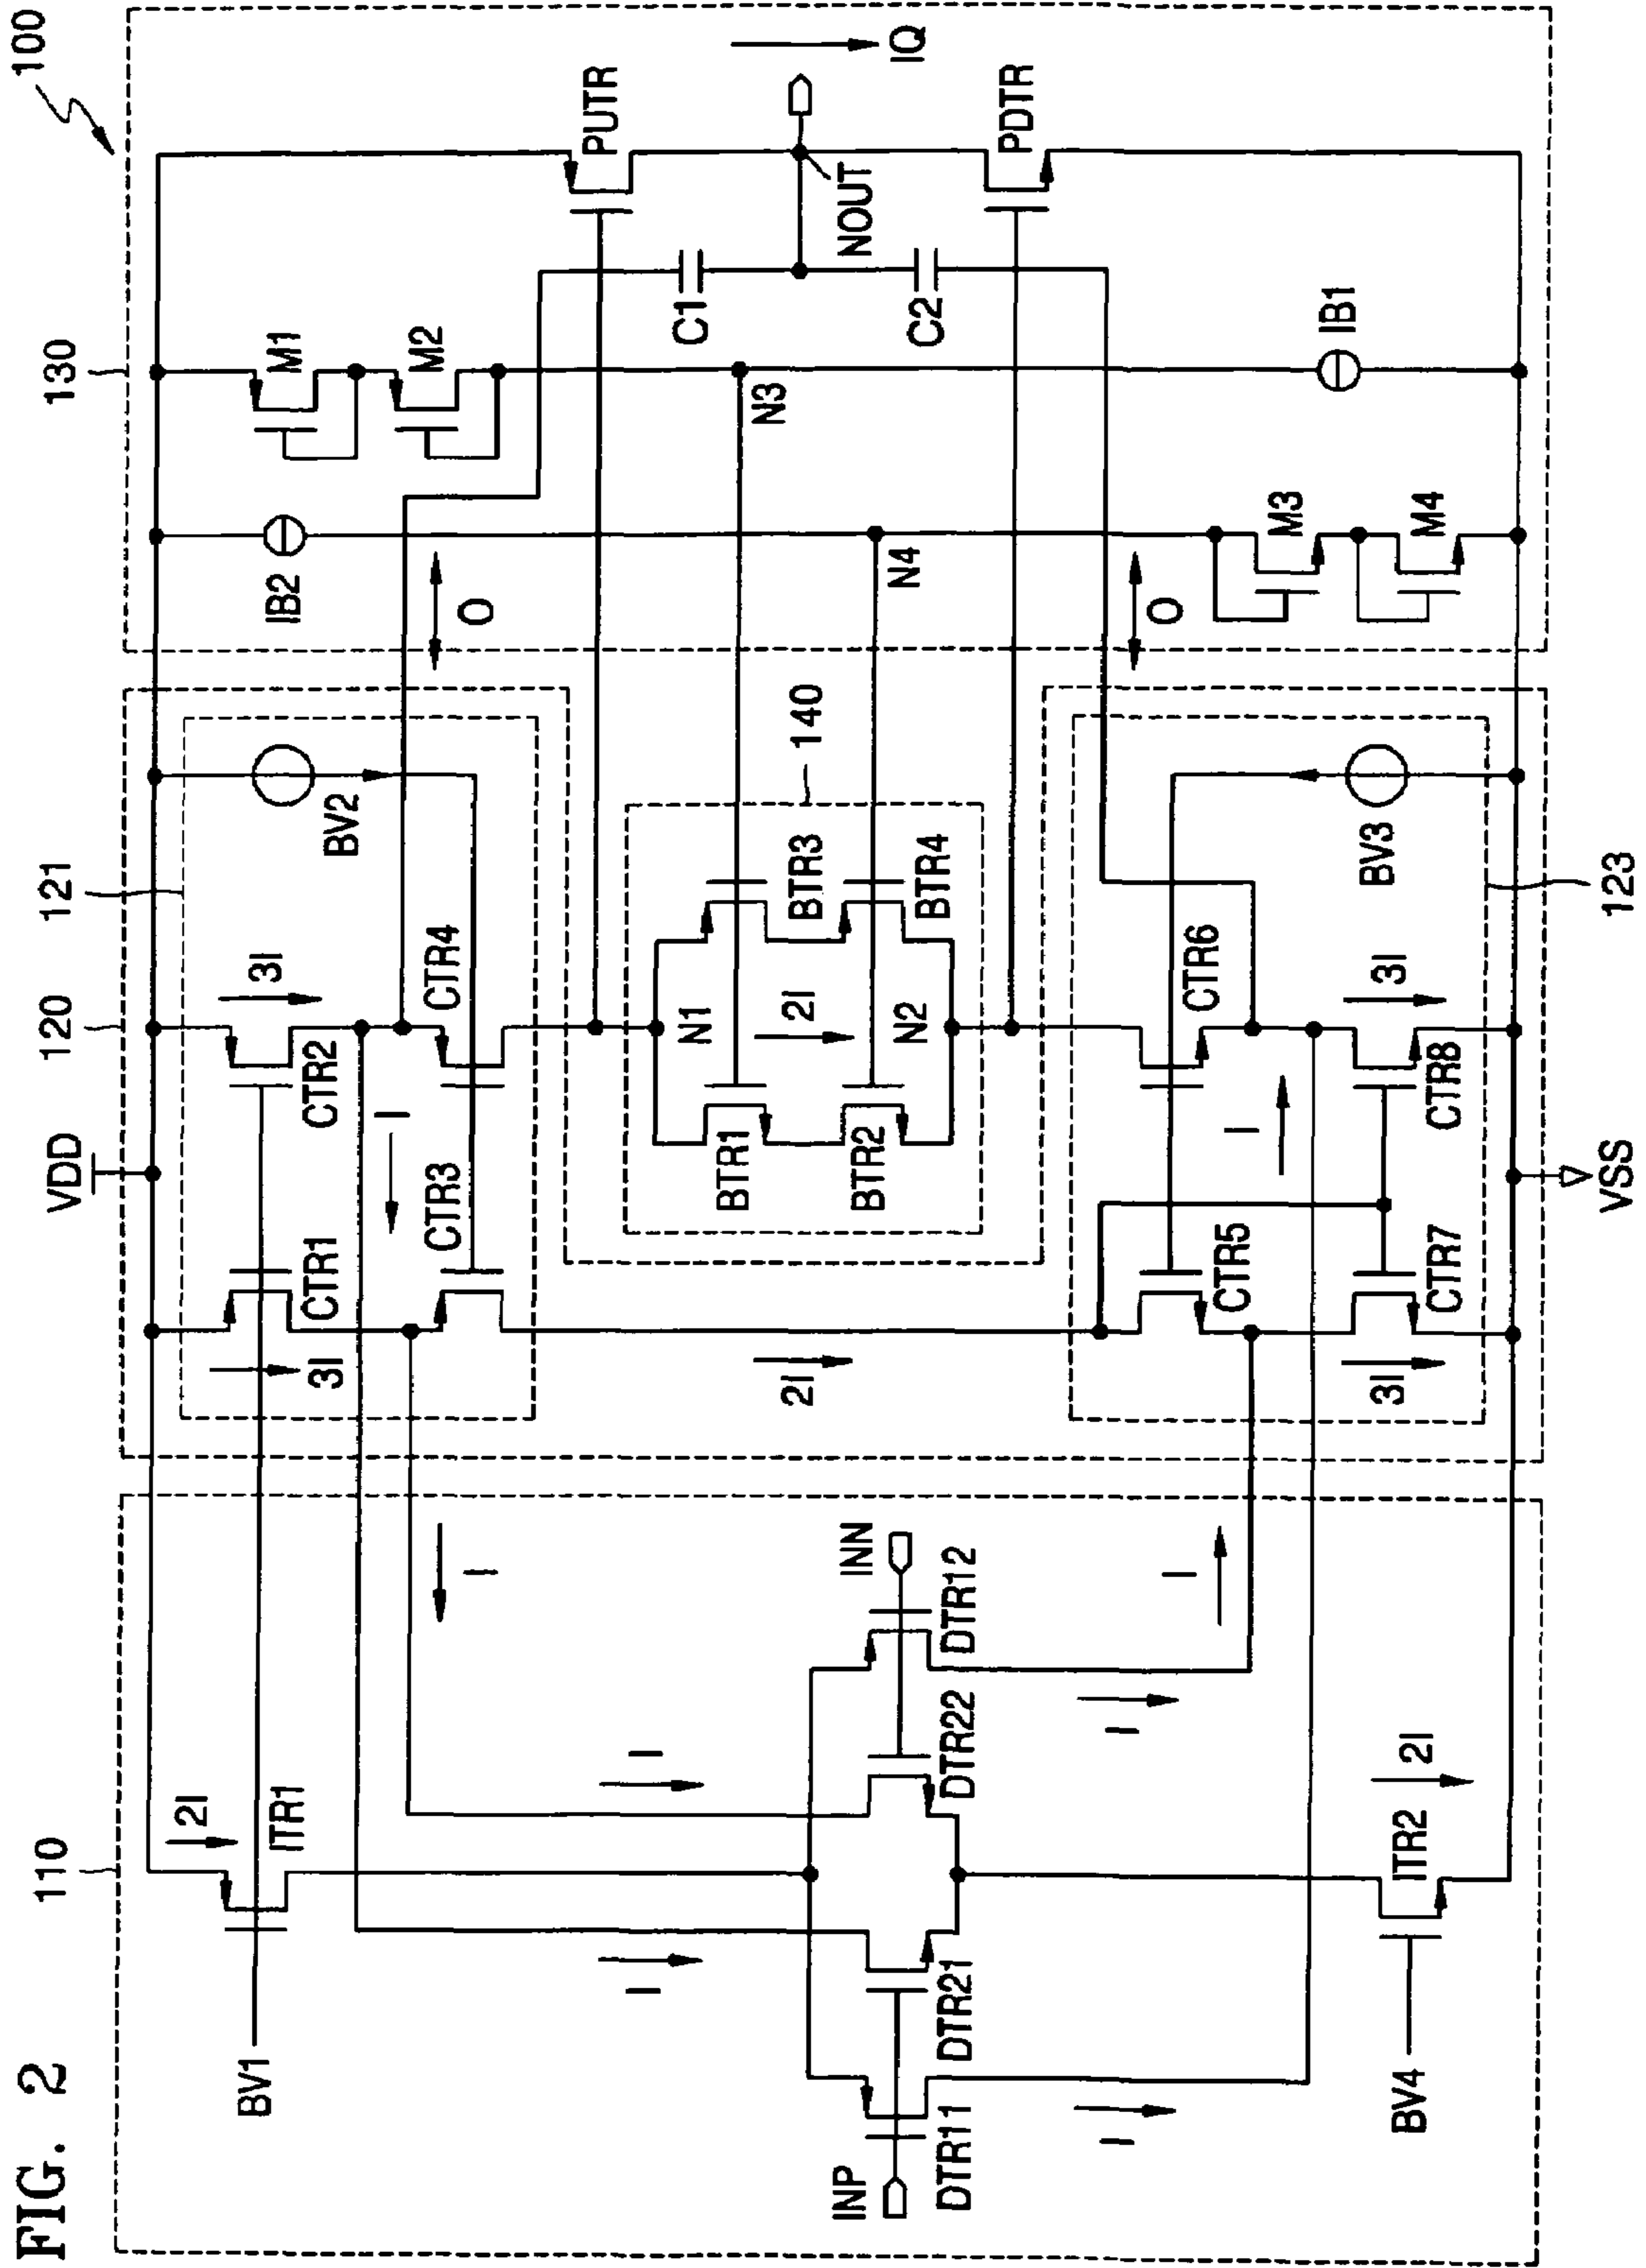 FIG. 2
100
110
120
130
121
VDD
2I
ITR1
BV1
3I
CTR1
3I
CTR2
I
CTR3
CTR4
BV2
IB2
M1
M2
I
O
C1
PUTR
IQ
140
N3
N4
NOUT
I
I
INN
INP
DTR11
DTR21
DTR22
DTR12
2I
BTR1
BTR2
N1
2I
N2
BTR3
BTR4
C2
PDTR
O
I
I
I
I
CTR5
CTR6
BV3
M3
M4
IB1
BV4
ITR2
2I
3I
CTR7
3I
CTR8
123
VSS